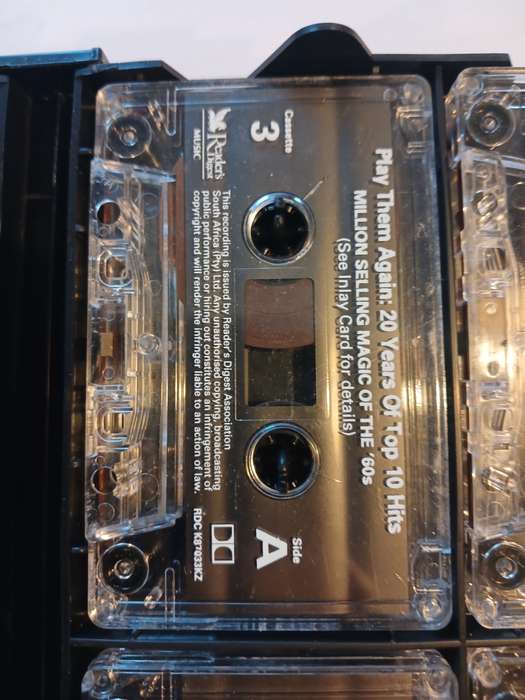 Play Them Again: 20 Years Of Top 10 Hits
MILLION SELLING MAGIC OF THE '60s
(See Inlay Card for details)
Cassette
3
Reader's
Digest
MUSIC
Side
A
This recording is issued by Reader's Digest Association
South Africa (Pty) Ltd. Any unauthorised copying, broadcasting
public performance or hiring out constitutes an infringement of
copyright and will render the infringer liable to an action of law.
RDC K87033KZ